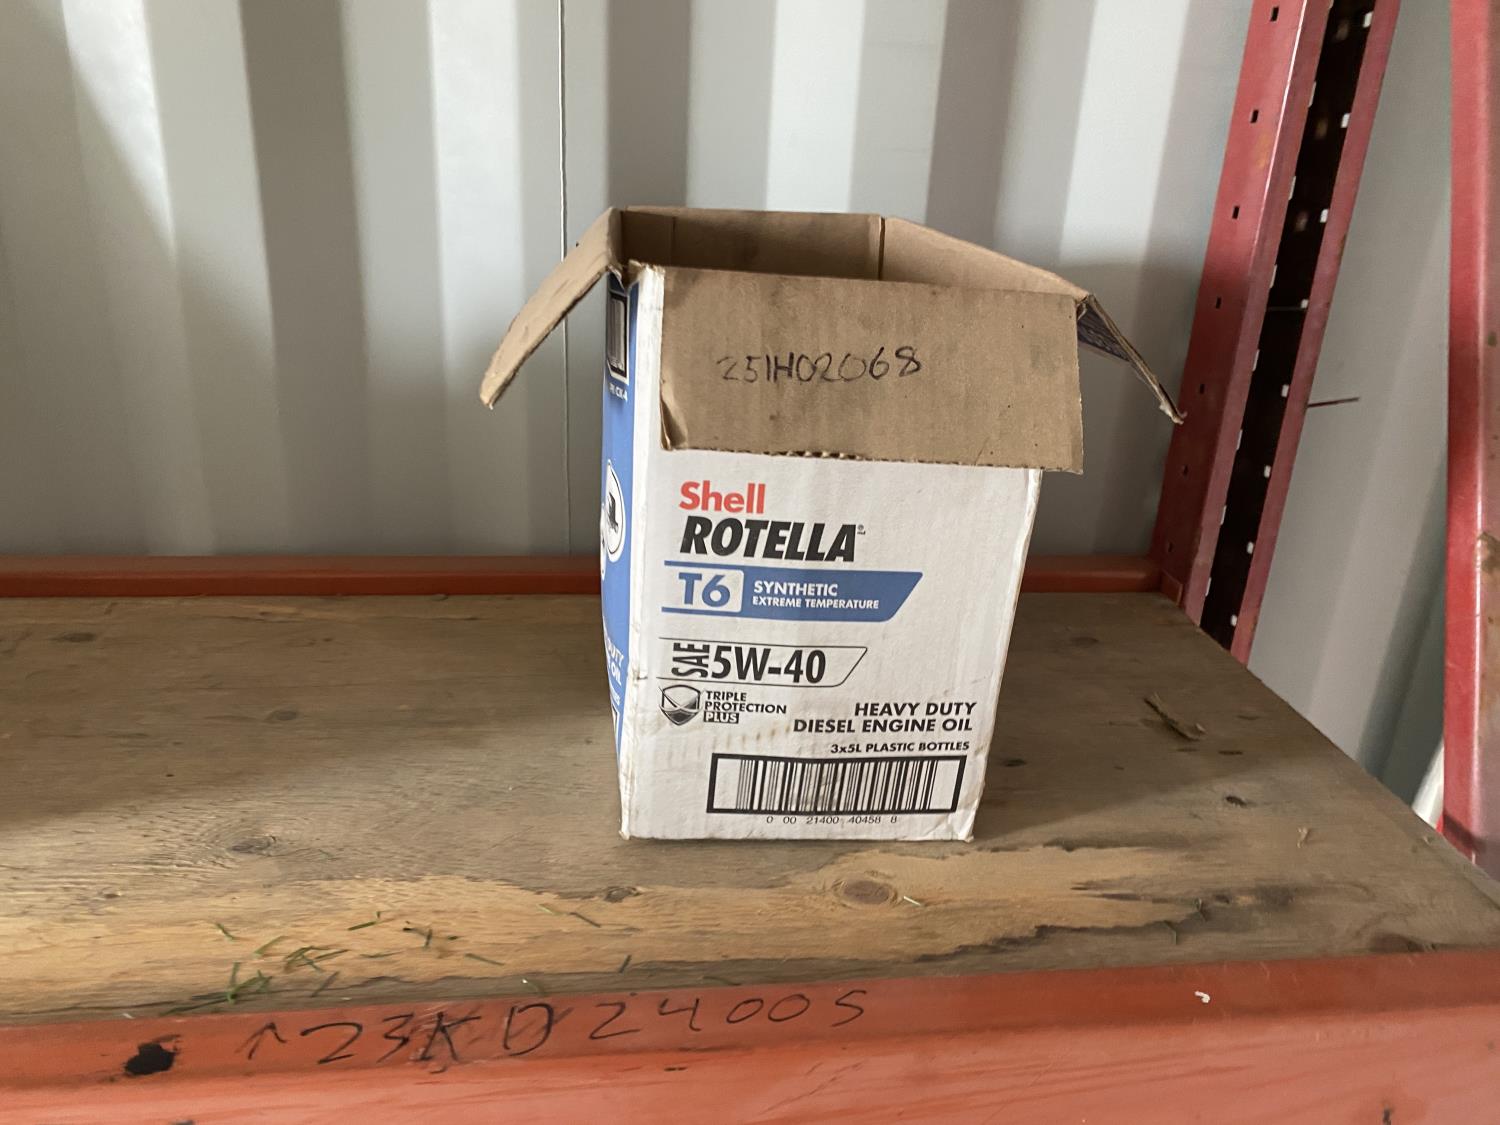 251H02068
Shell
ROTELLA
T6 SYNTHETIC
EXTREME TEMPERATURE
SAE 5W-40
TRIPLE
PROTECTION
PLUS
HEAVY DUTY
DIESEL ENGINE OIL
3x5L PLASTIC BOTTLES
0 00 21400 40458 8
↑23KD24005